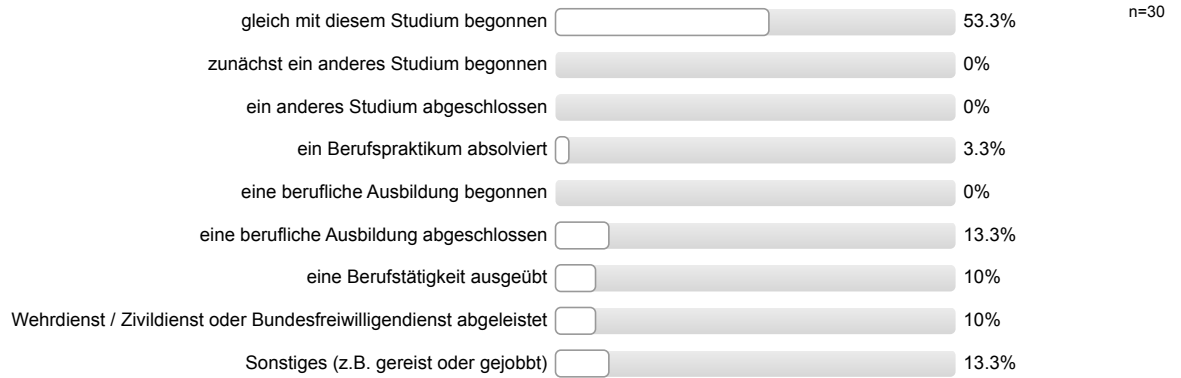 gleich mit diesem Studium begonnen 53.3% n=30
zunächst ein anderes Studium begonnen 0%
ein anderes Studium abgeschlossen 0%
ein Berufspraktikum absolviert 3.3%
eine berufliche Ausbildung begonnen 0%
eine berufliche Ausbildung abgeschlossen 13.3%
eine Berufstätigkeit ausgeübt 10%
Wehrdienst / Zivildienst oder Bundesfreiwilligendienst abgeleistet 10%
Sonstiges (z.B. gereist oder gejobbt) 13.3%